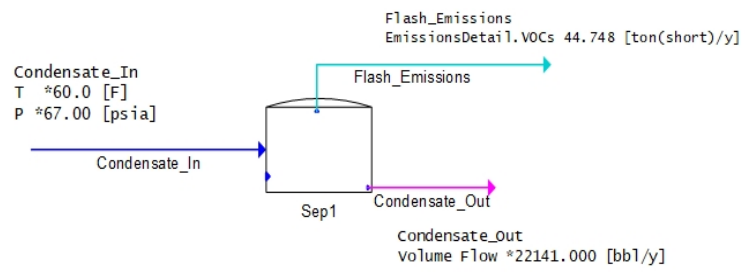 Flash_Emissions
EmissionsDetail.VOCs 44.748 [ton(short)/y]
Flash_Emissions
Condensate_In
T *60.0 [F]
P *67.00 [psia]
Condensate_In
Sep1
Condensate_Out
Condensate_Out
Volume Flow *22141.000 [bbl/y]